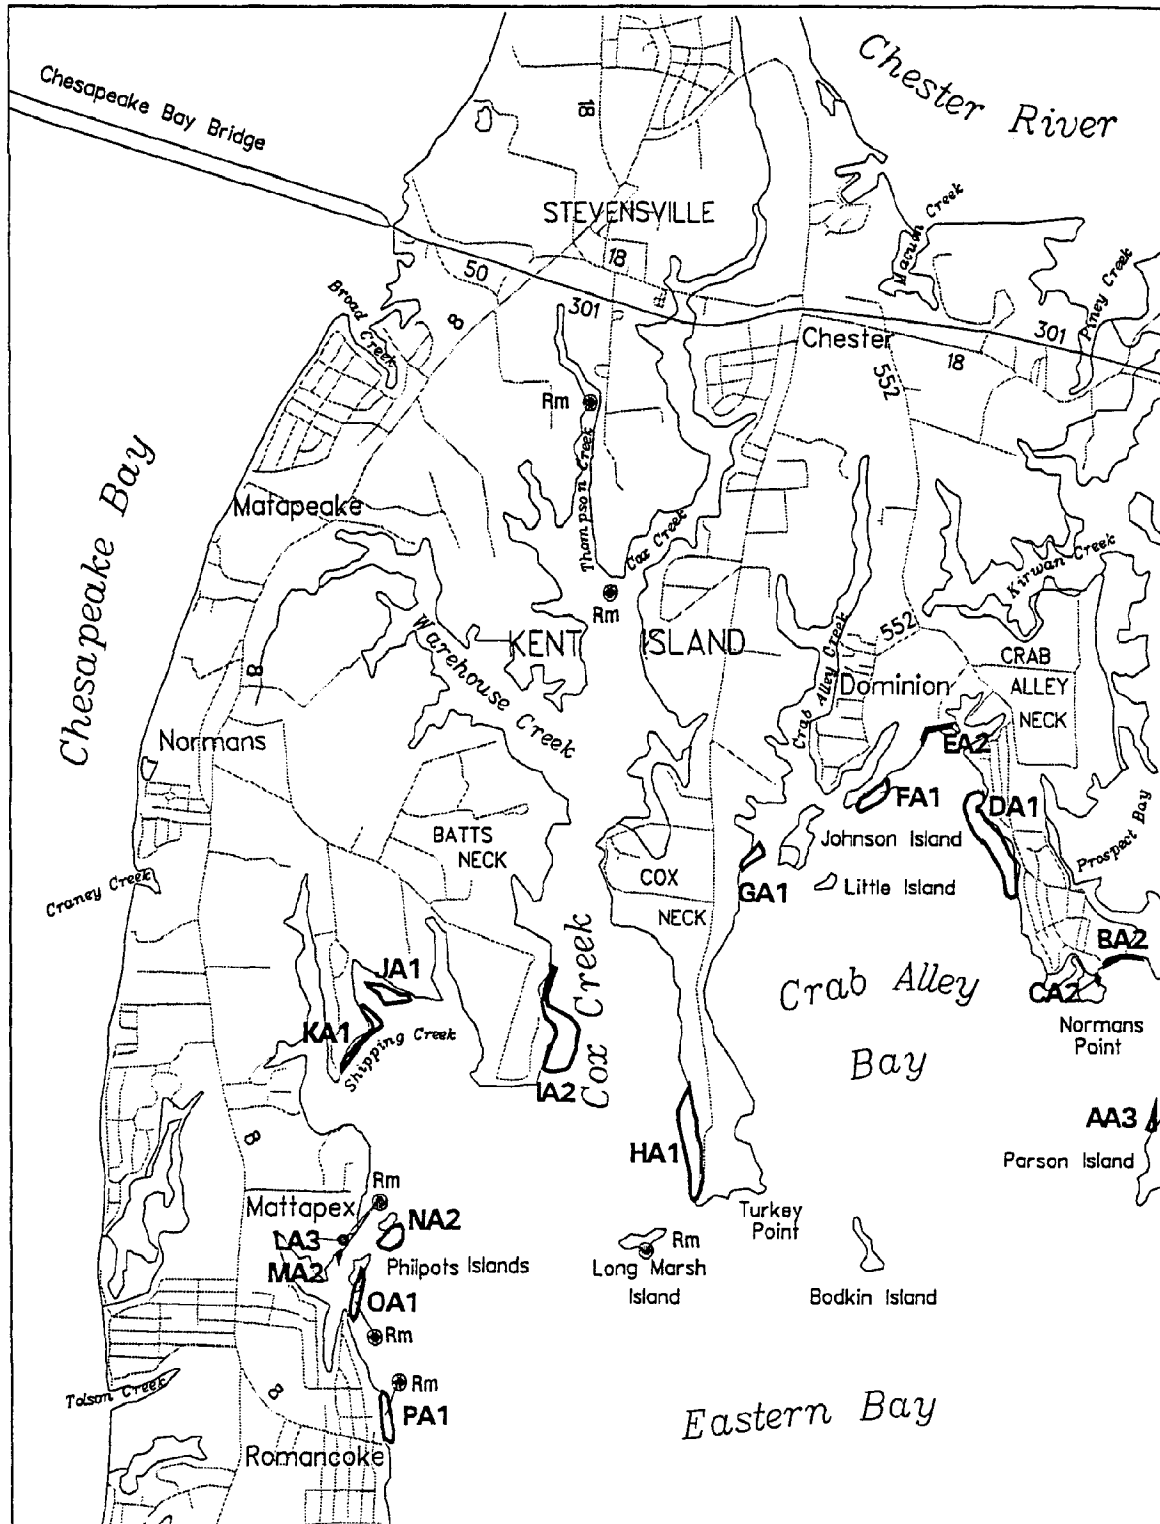 Chester River
Chesapeake Bay Bridge
18
STEVENSVILLE
Macum Creek
18
50
301
Piney Creek
Broad Creek
8
301
Chester
18
552
Rm
Thompson Creek
Chesapeake Bay
Matapeake
Cox Creek
Kirwan Creek
Rm
Warehouse Creek
KENT ISLAND
Crab Alley Creek
552
CRAB
ALLEY
NECK
8
Dominion
Normans
EA2
FA1
DA1
Johnson Island
BATTS
NECK
Prospect Bay
COX
NECK
GA1
Little Island
Craney Creek
BA2
JA1
Cox Creek
Crab Alley
Bay
CA2
Normans
Point
KA1
Shipping Creek
IA2
AA3
8
HA1
Parson Island
Rm
Mattapex
NA2
Turkey
Point
LA3
MA2
Philpots Islands
Rm
Long Marsh
Island
Bodkin Island
OA1
Rm
Rm
Tolson Creek
8
PA1
Eastern Bay
Romancoke